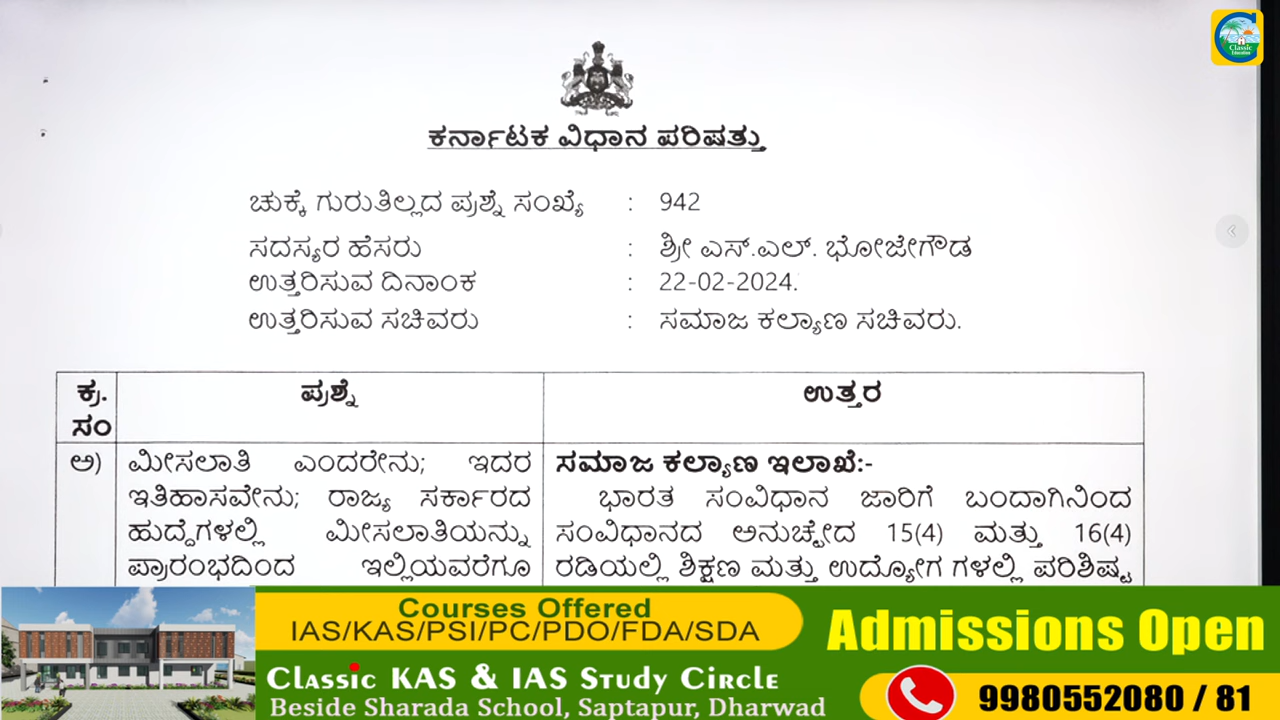 Classic
Education
ಕರ್ನಾಟಕ ವಿಧಾನ ಪರಿಷತ್ತು
ಚುಕ್ಕೆ ಗುರುತಿಲ್ಲದ ಪ್ರಶ್ನೆ ಸಂಖ್ಯೆ : 942
ಸದಸ್ಯರ ಹೆಸರು : ಶ್ರೀ ಎಸ್.ಎಲ್. ಭೋಜೇಗೌಡ
ಉತ್ತರಿಸುವ ದಿನಾಂಕ : 22-02-2024.
ಉತ್ತರಿಸುವ ಸಚಿವರು : ಸಮಾಜ ಕಲ್ಯಾಣ ಸಚಿವರು.
ಕ್ರ. ಪ್ರಶ್ನೆ ಉತ್ತರ
ಸಂ
ಅ) ಮೀಸಲಾತಿ ಎಂದರೇನು; ಇದರ ಸಮಾಜ ಕಲ್ಯಾಣ ಇಲಾಖೆ:-
ಇತಿಹಾಸವೇನು; ರಾಜ್ಯ ಸರ್ಕಾರದ ಭಾರತ ಸಂವಿಧಾನ ಜಾರಿಗೆ ಬಂದಾಗಿನಿಂದ
ಹುದ್ದೆಗಳಲ್ಲಿ ಮೀಸಲಾತಿಯನ್ನು ಸಂವಿಧಾನದ ಅನುಚ್ಛೇದ 15(4) ಮತ್ತು 16(4)
ಪ್ರಾರಂಭದಿಂದ ಇಲ್ಲಿಯವರೆಗೂ ರಡಿಯಲ್ಲಿ ಶಿಕ್ಷಣ ಮತ್ತು ಉದ್ಯೋಗ ಗಳಲ್ಲಿ ಪರಿಶಿಷ್ಟ
Courses Offered
IAS/KAS/PSI/PC/PDO/FDA/SDA
Admissions Open
Classic KAS & IAS Study Circle
Beside Sharada School, Saptapur, Dharwad
9980552080 / 81